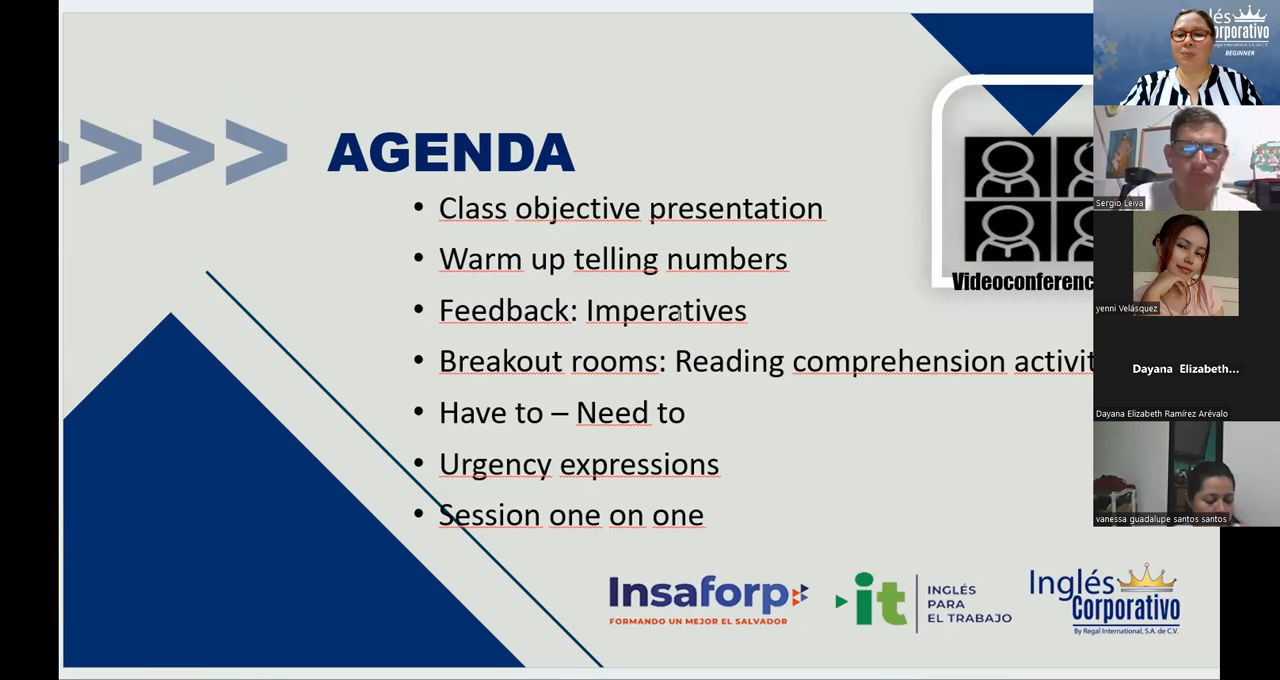 AGENDA
• Class objective presentation
• Warm up telling numbers
• Feedback: Imperatives
• Breakout rooms: Reading comprehension activit
• Have to – Need to
• Urgency expressions
• Session one on one
Videoconferenc
Insaforp
FORMANDO UN MEJOR EL SALVADOR
it
INGLÉS
PARA
EL TRABAJO
Inglés
Corporativo
By Regal International, S.A. de C.V.
BEGINNER
Sergio Leiva
yenni Velásquez
Dayana Elizabeth...
Dayana Elizabeth Ramírez Arévalo
vanessa guadalupe santos santos